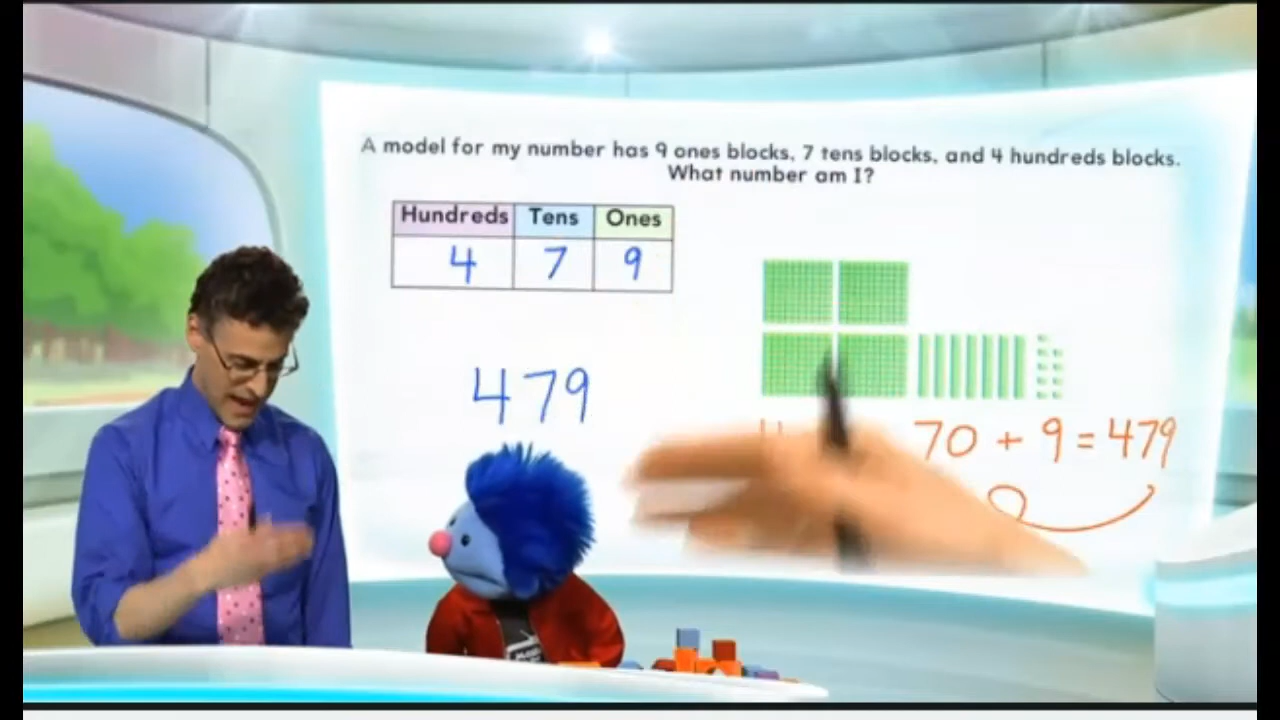 A model for my number has 9 ones blocks, 7 tens blocks, and 4 hundreds blocks.
What number am I?
Hundreds Tens Ones
4 7 9
479
70 + 9 = 479